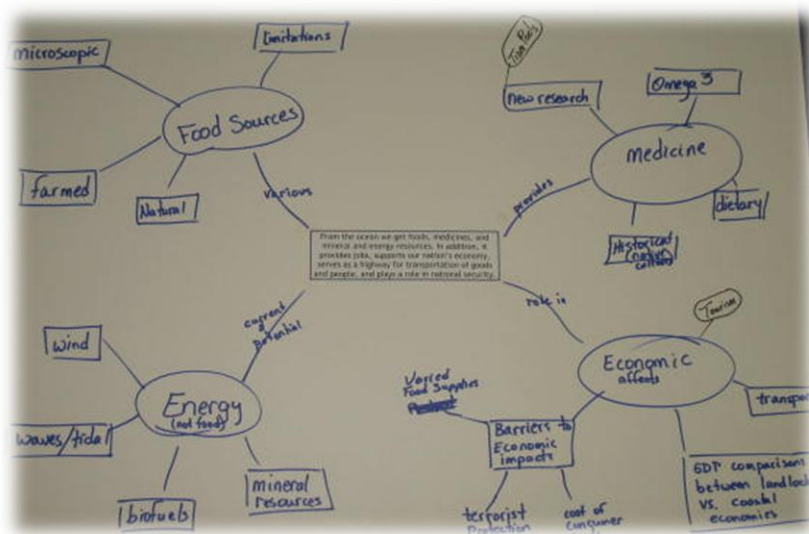 microscopic
limitations
Food Sources
farmed
Natural
various
new research
Omega 3
medicine
provides
dietary
Historical
From the ocean we get foods, medicines, and
mineral and energy resources. In addition, it
provides jobs, supports our nation's economy,
serves as a highway for transportation of goods
and people, and plays a role in national security.
current
&
potential
role in
Tourism
wind
Energy
(not food)
waves/tidal
biofuels
mineral
resources
Economic
affects
Varied
Food Supplies
Barriers to
Economic
impacts
terrorist
Protection
cost of
consumer
transpor
GDP comparisons
between landlock
vs. coastal
economies